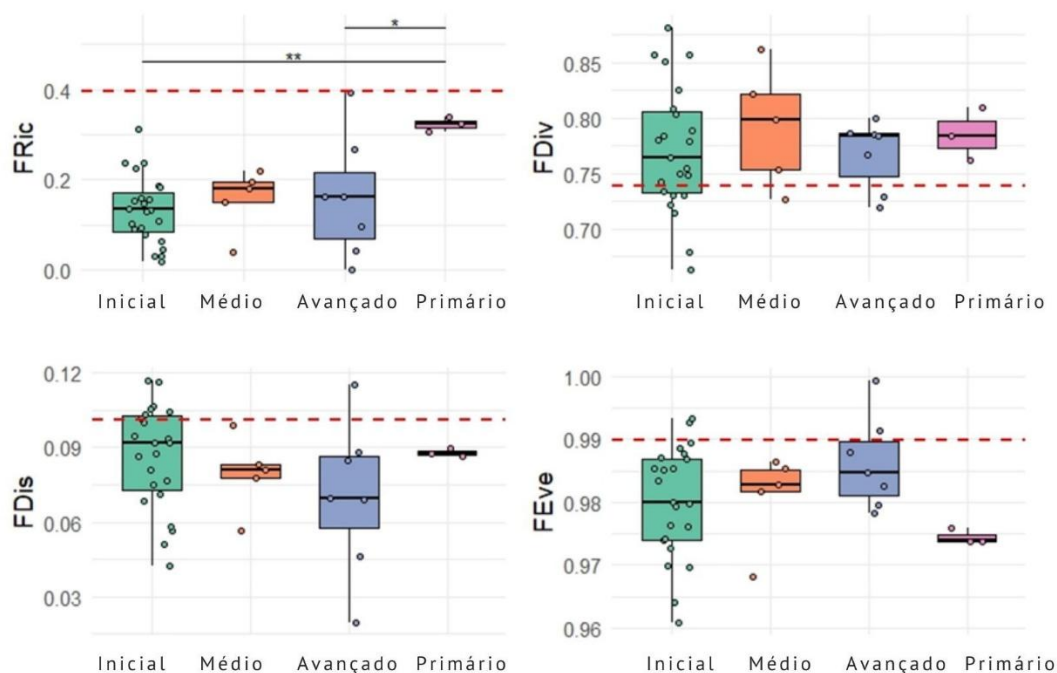 *
**
FRic
0.4
0.2
0.0
Inicial Médio Avançado Primário
FDiv
0.85
0.80
0.75
0.70
Inicial Médio Avançado Primário
FDis
0.12
0.09
0.06
0.03
Inicial Médio Avançado Primário
FEve
1.00
0.99
0.98
0.97
0.96
Inicial Médio Avançado Primário